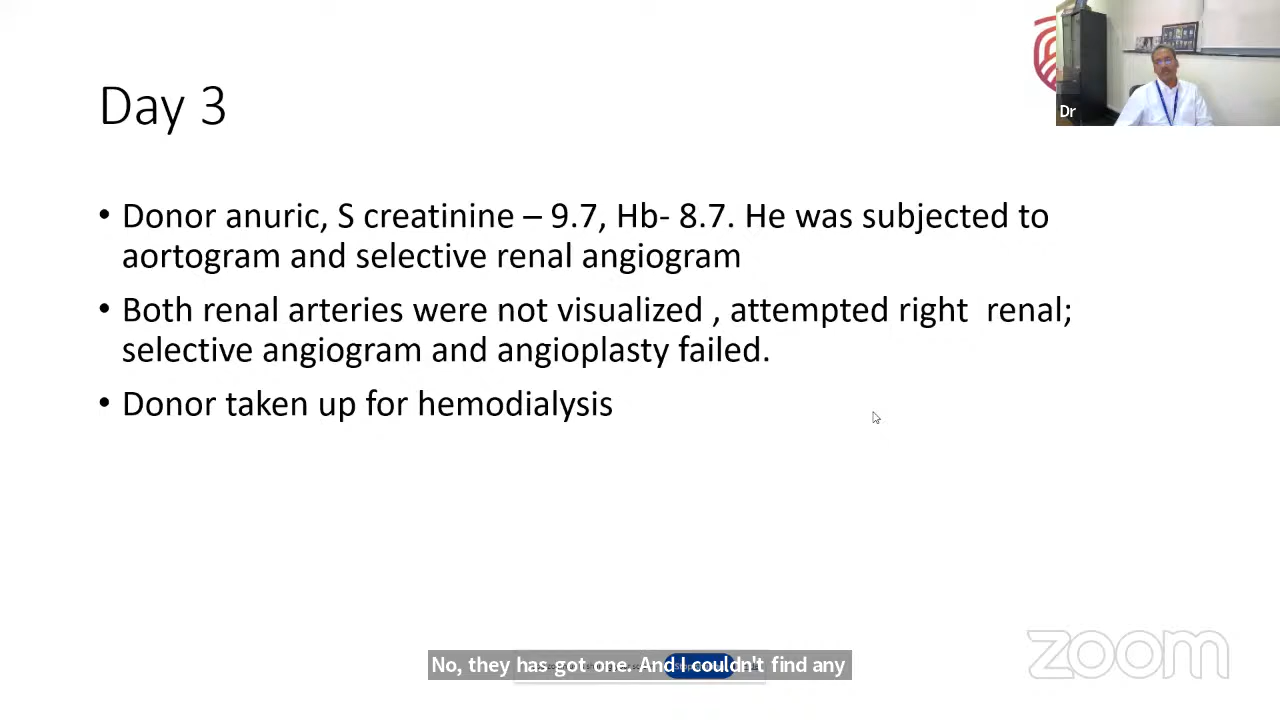 Day 3
Dr
• Donor anuric, S creatinine – 9.7, Hb- 8.7. He was subjected to
aortogram and selective renal angiogram
• Both renal arteries were not visualized , attempted right  renal;
selective angiogram and angioplasty failed.
• Donor taken up for hemodialysis
No, they has got one. And I couldn't find any
zoom